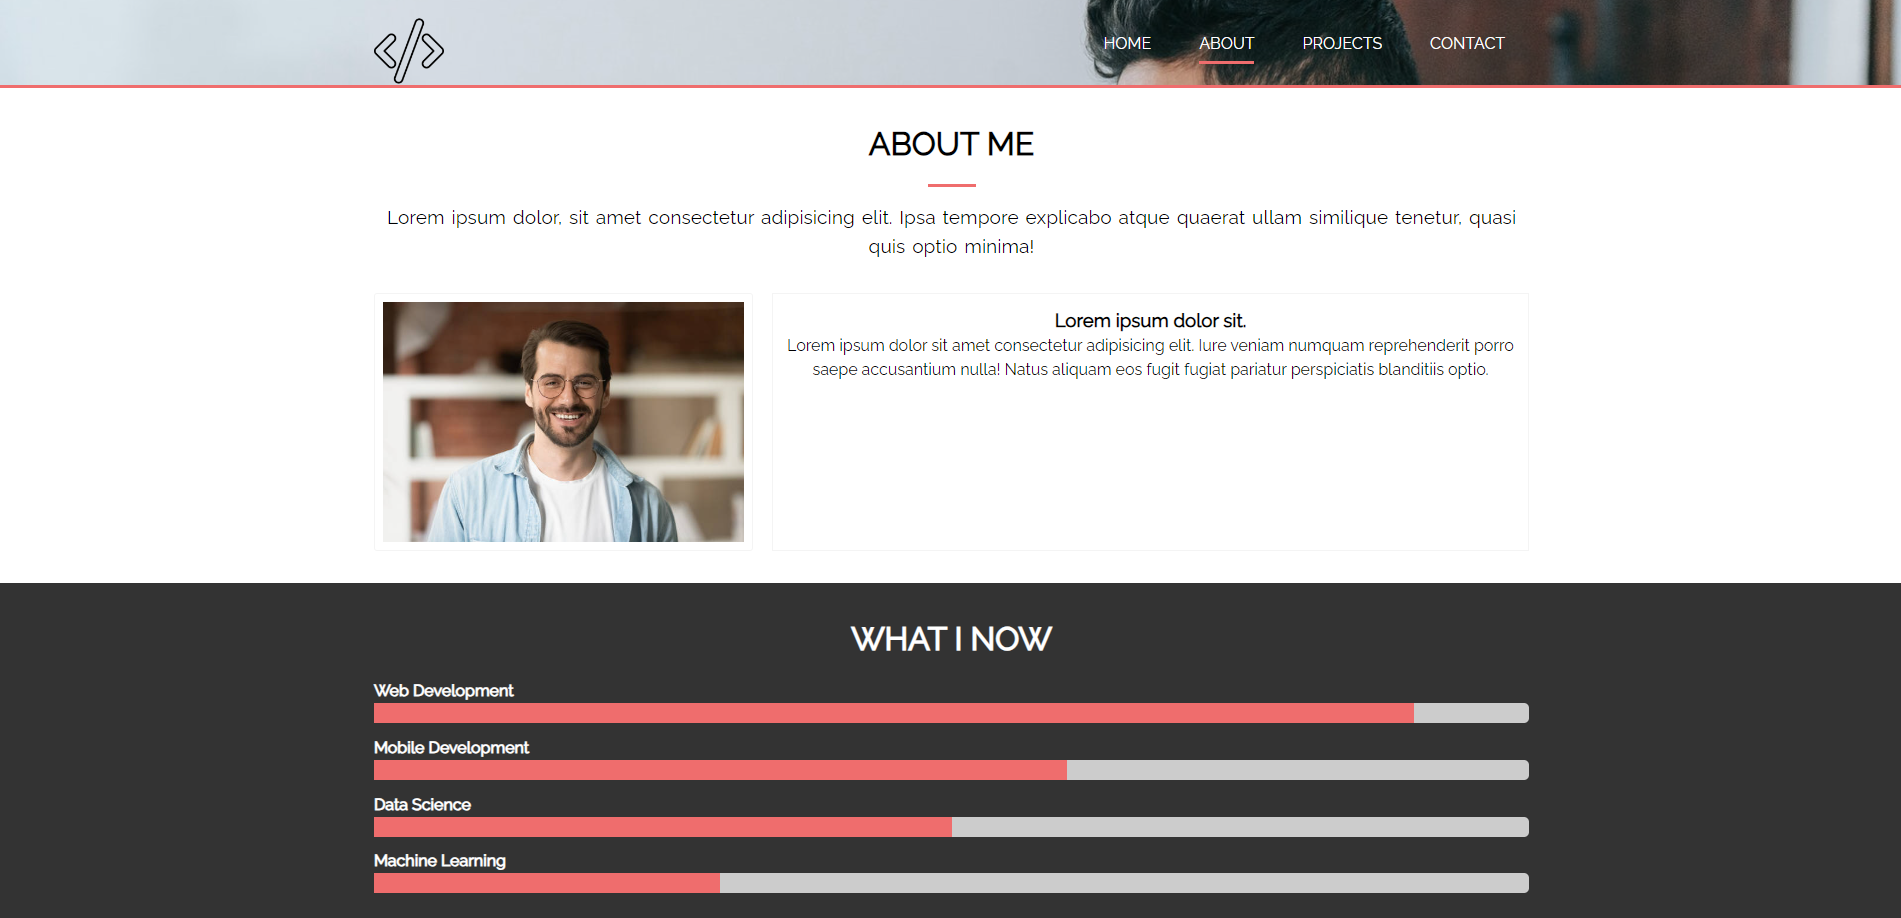 HOME ABOUT PROJECTS CONTACT
ABOUT ME
Lorem ipsum dolor, sit amet consectetur adipisicing elit. Ipsa tempore explicabo atque quaerat ullam similique tenetur, quasi
quis optio minima!
Lorem ipsum dolor sit.
Lorem ipsum dolor sit amet consectetur adipisicing elit. Iure veniam numquam reprehenderit porro
saepe accusantium nulla! Natus aliquam eos fugit fugiat pariatur perspiciatis blanditiis optio.
WHAT I NOW
Web Development
Mobile Development
Data Science
Machine Learning